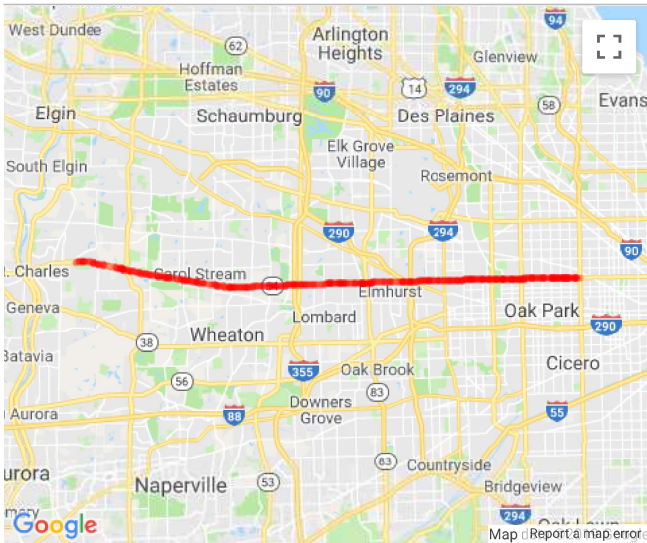 94
West Dundee
Arlington
Heights
62
Glenview
Hoffman
Estates
90
14
294
58
Evans
Elgin
Schaumburg
Des Plaines
Elk Grove
Village
South Elgin
Rosemont
290
294
90
t. Charles
Carol Stream
Elmhurst
Geneva
Lombard
Oak Park
290
Wheaton
38
Batavia
355
Oak Brook
Cicero
56
83
Aurora
88
Downers
Grove
55
83
Countryside
urora
53
Naperville
Bridgeview
294
Google
Map
Report a map error